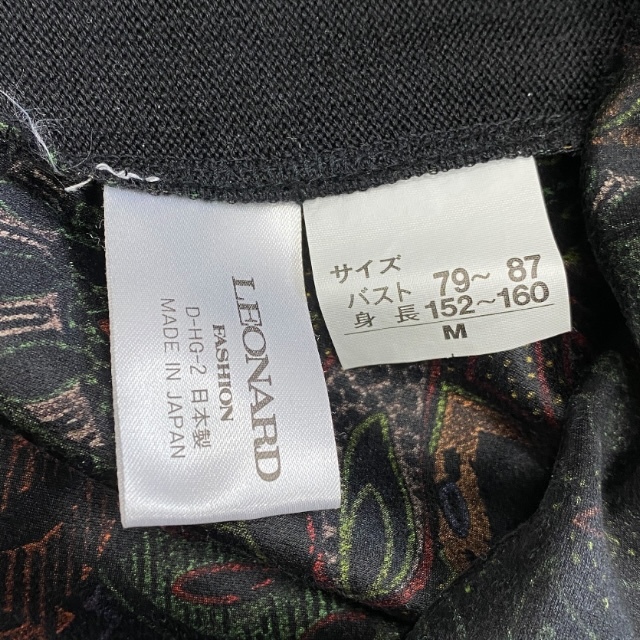 LEONARD
FASHION
D-HG-2 日本製
MADE IN JAPAN
サイズ
バスト 79～ 87
身 長 152～160
M